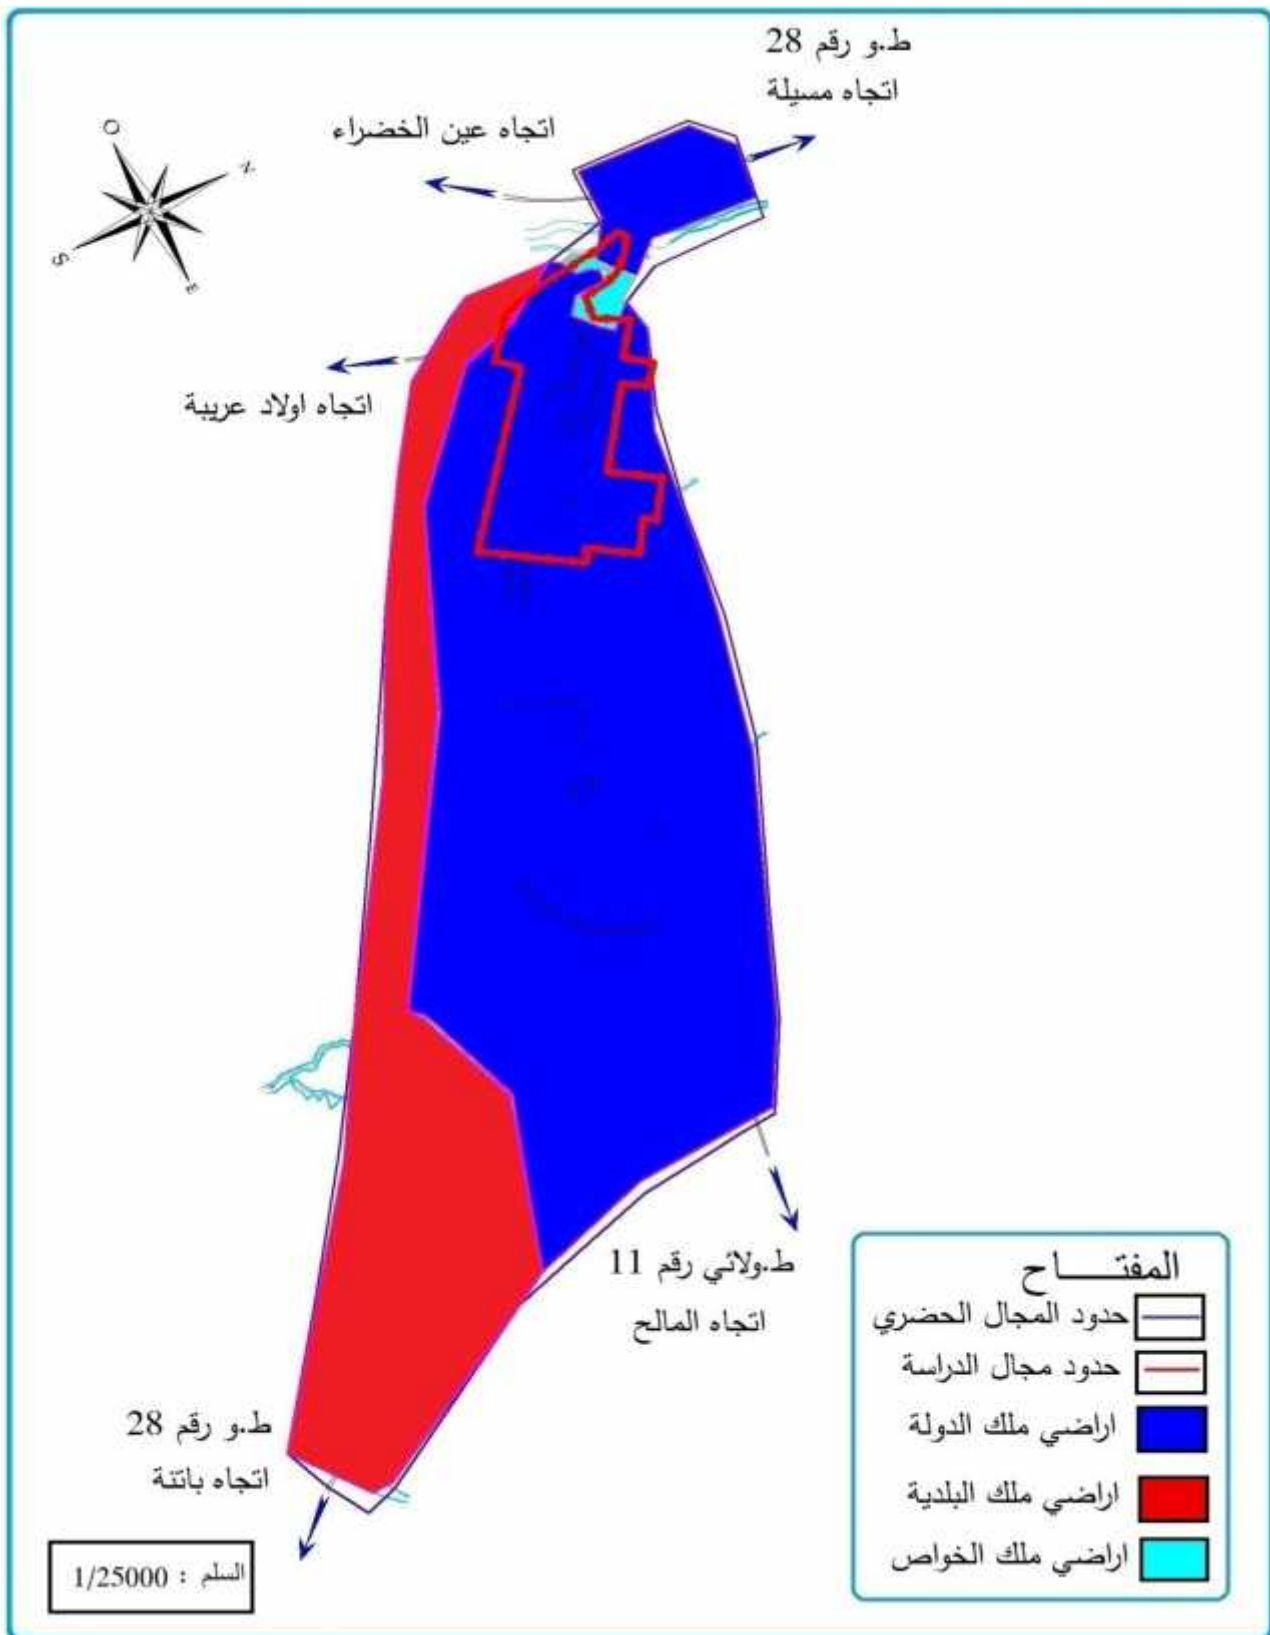 ط.و رقم 28
اتجاه مسيلة
اتجاه عين الخضراء
O
N
S
E
اتجاه اولاد عريبة
ط.ولائي رقم 11
اتجاه المالح
ط.و رقم 28
اتجاه باتنة
السلم : 1/25000
المفتـــــاح
حدود المجال الحضري
حدود مجال الدراسة
اراضي ملك الدولة
اراضي ملك البلدية
اراضي ملك الخواص